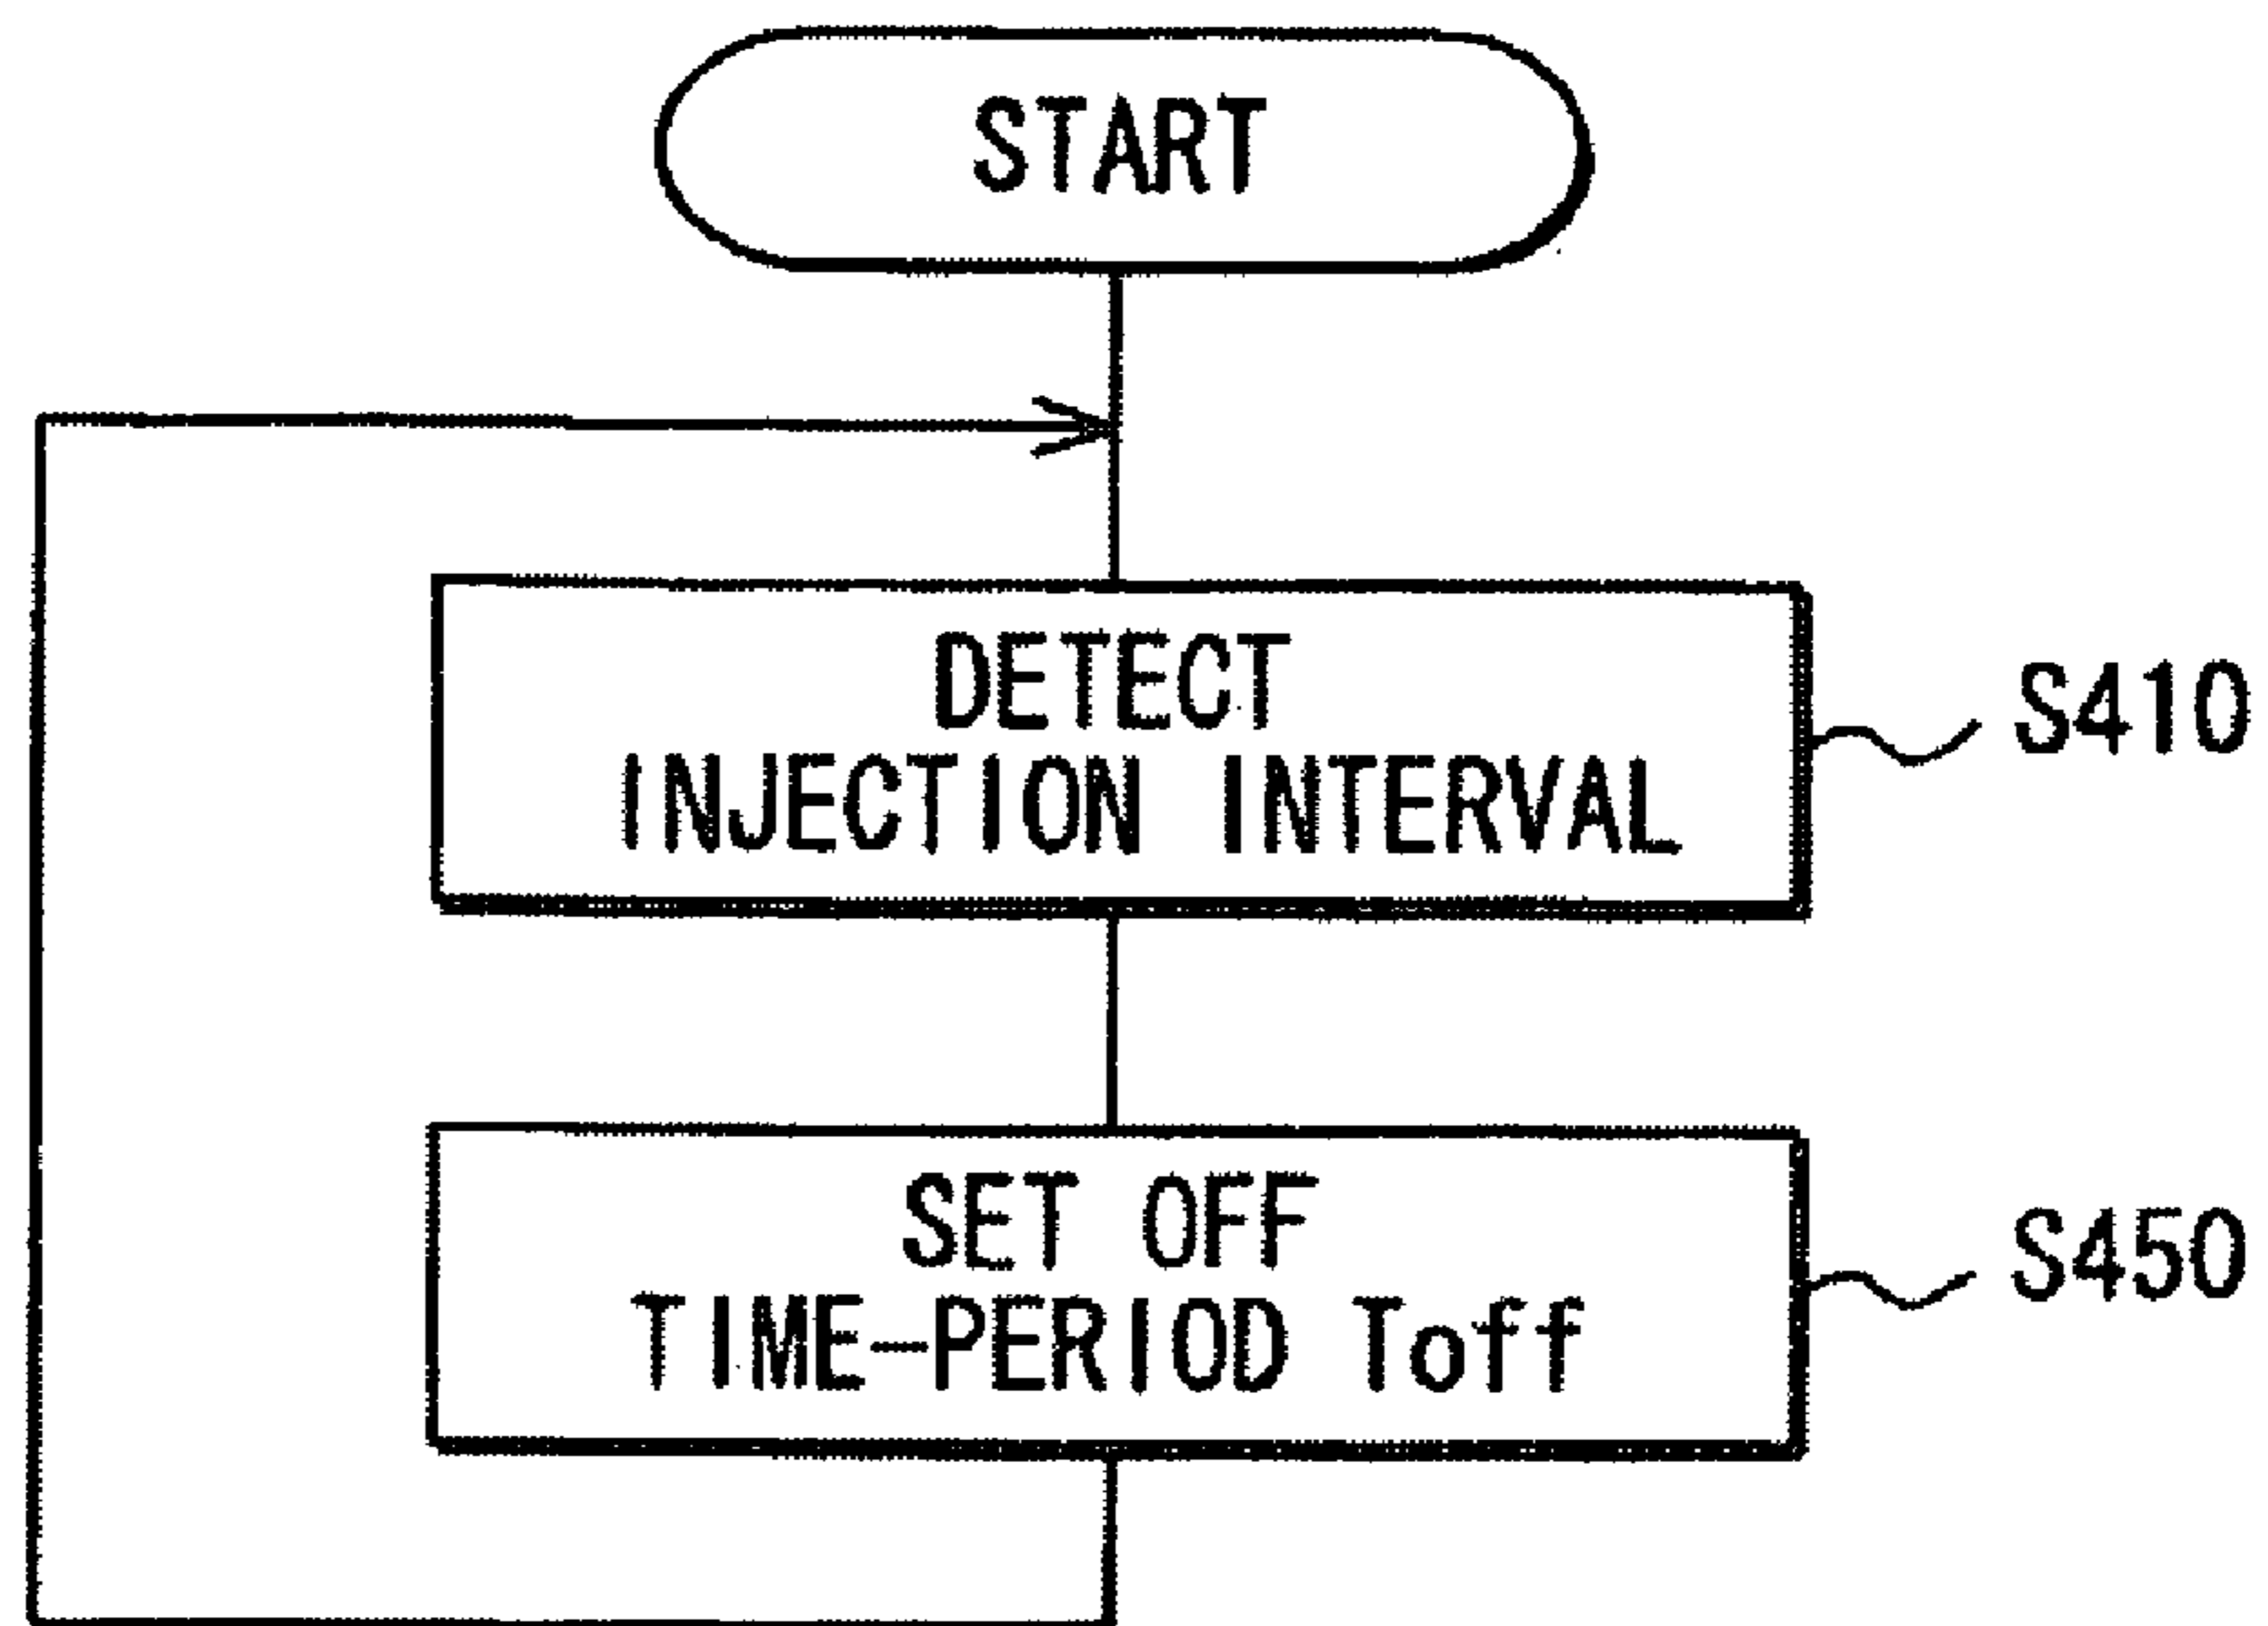 START
DETECT
INJECTION INTERVAL
S410
SET OFF
TIME-PERIOD Toff
S450